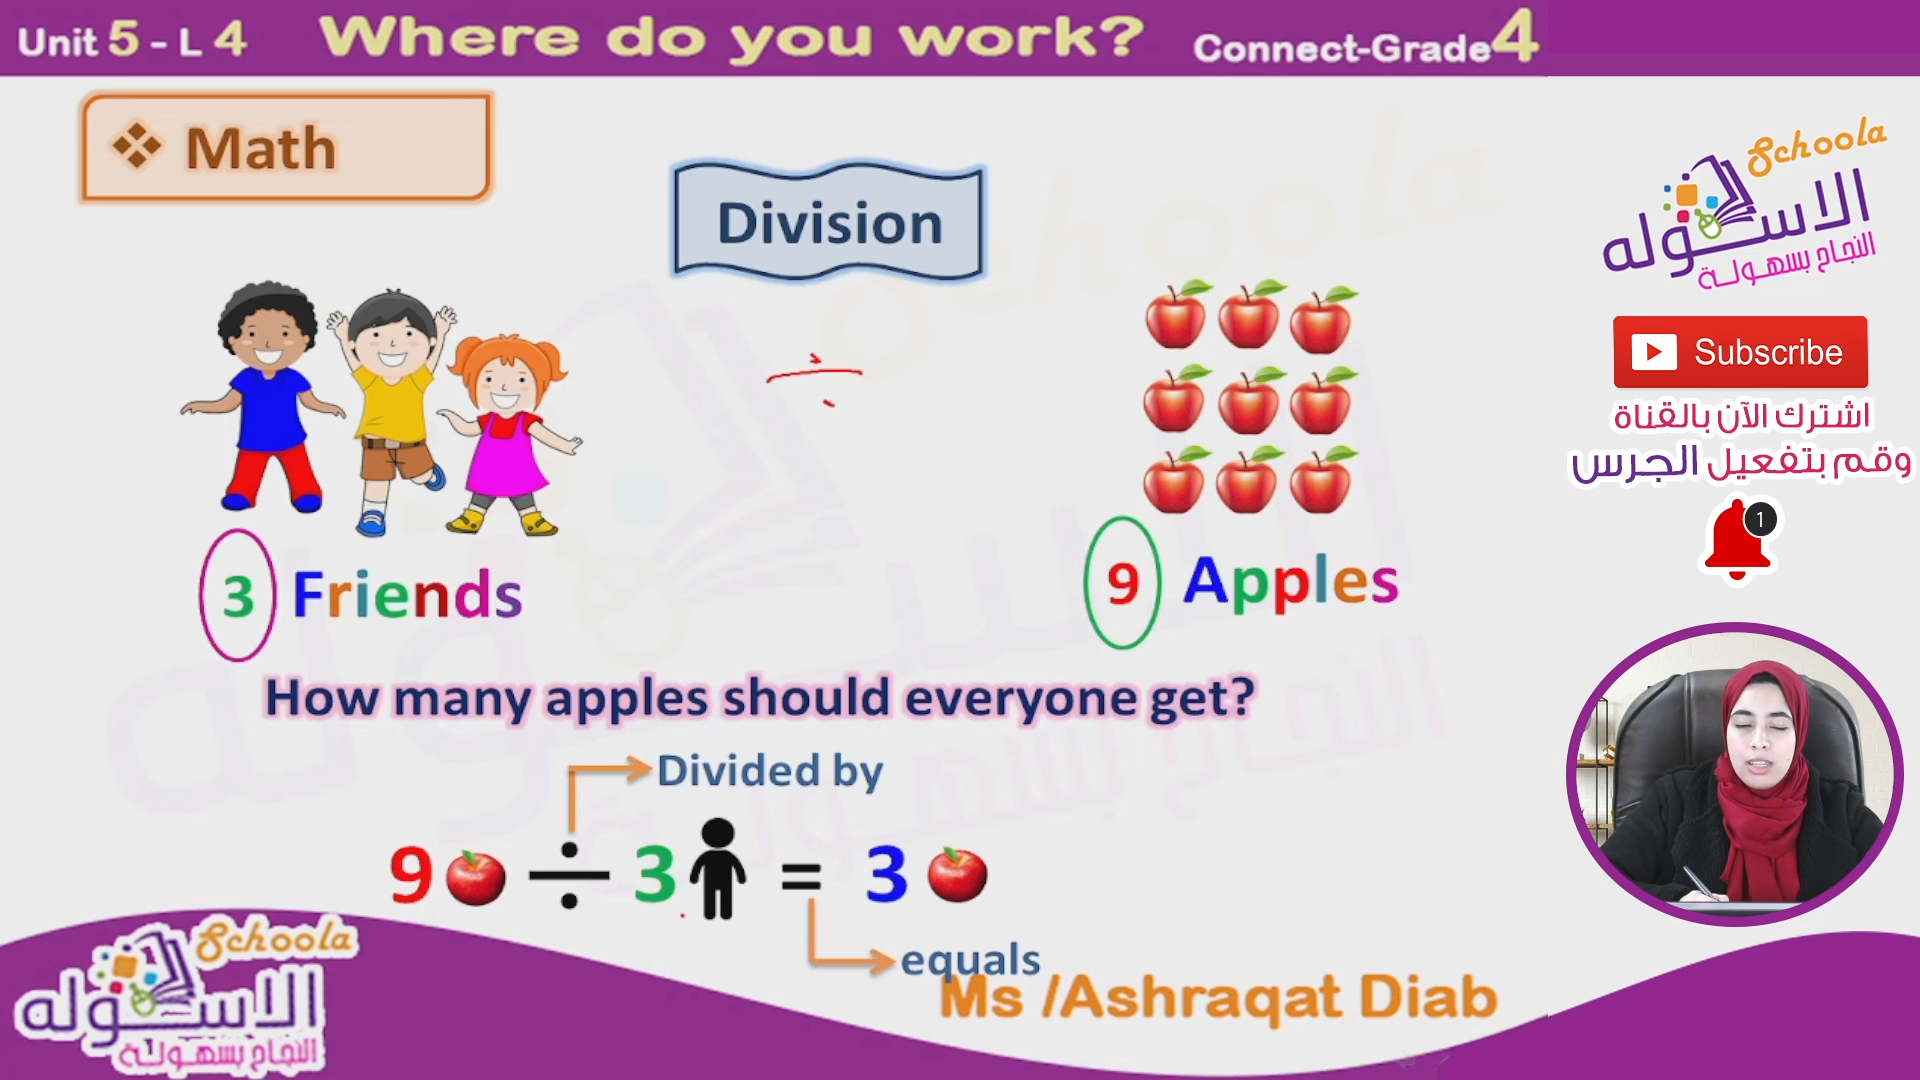 Unit 5 - L 4 Where do you work? Connect-Grade4
❖ Math
Division
3 Friends
9 Apples
How many apples should everyone get?
Divided by
9 ÷ 3 = 3
equals
Ms /Ashraqat Diab
Schoola
الاسكوله
النجاح بسهولة
Subscribe
اشترك الآن بالقناة
وقم بتفعيل الجرس
1
Schoola
الاسكوله
النجاح بسهولة